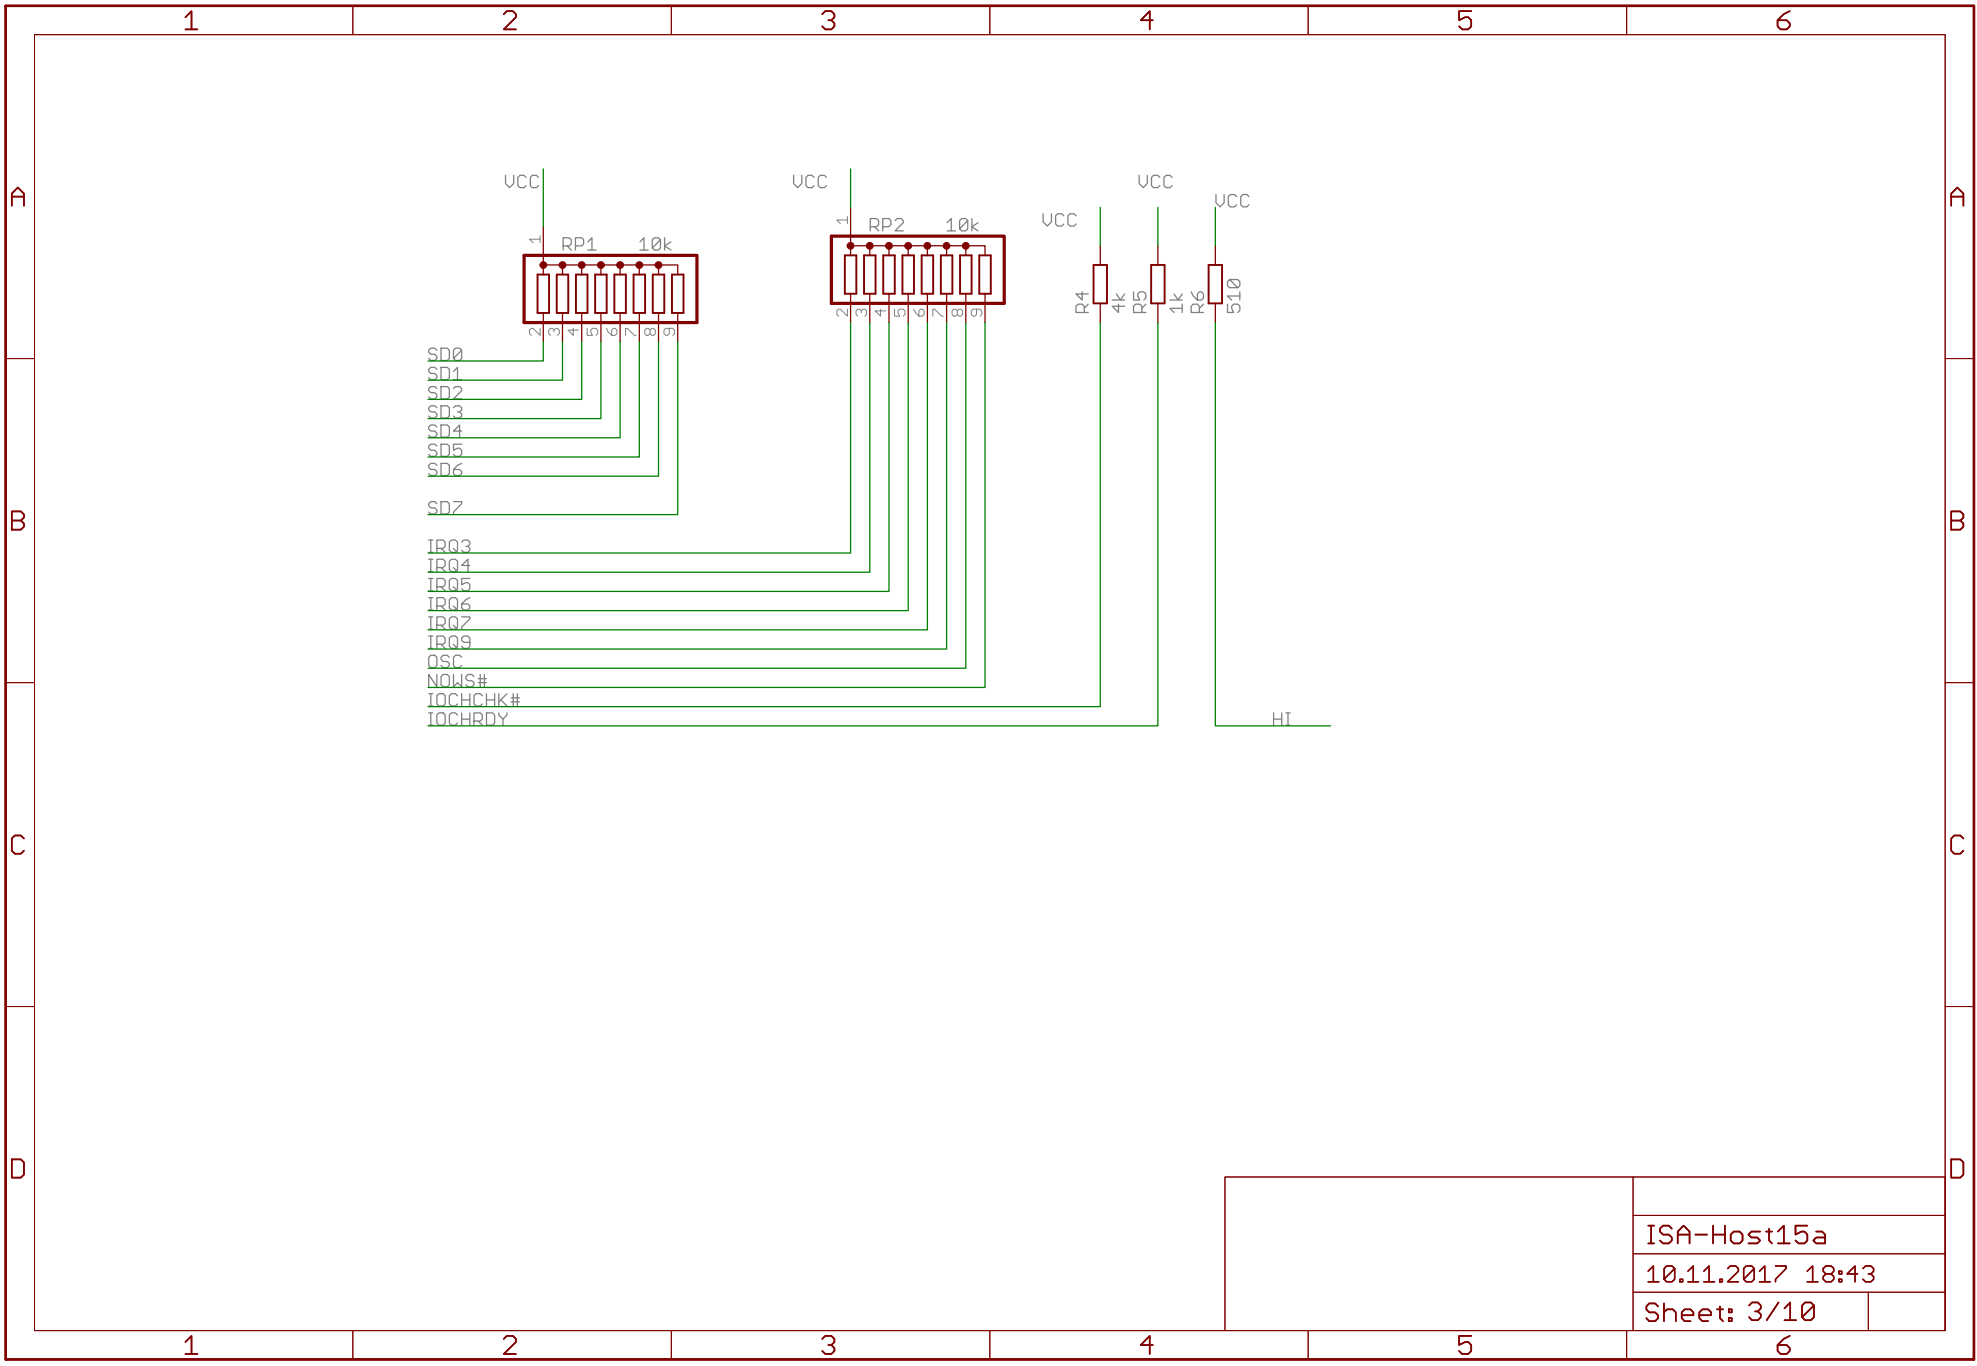 1 2 3 4 5 6
A A
VCC VCC VCC VCC VCC
1 RP1 10k
1 RP2 10k
R4 4k R5 1k R6 510
2 3 4 5 6 7 8 9
2 3 4 5 6 7 8 9
SD0
SD1
SD2
SD3
SD4
SD5
SD6
SD7
B B
IRQ3
IRQ4
IRQ5
IRQ6
IRQ7
IRQ9
OSC
NOWS#
IOCHCHK#
IOCHRDY HI
C C
D D
ISA-Host15a
10.11.2017 18:43
Sheet: 3/10
1 2 3 4 5 6